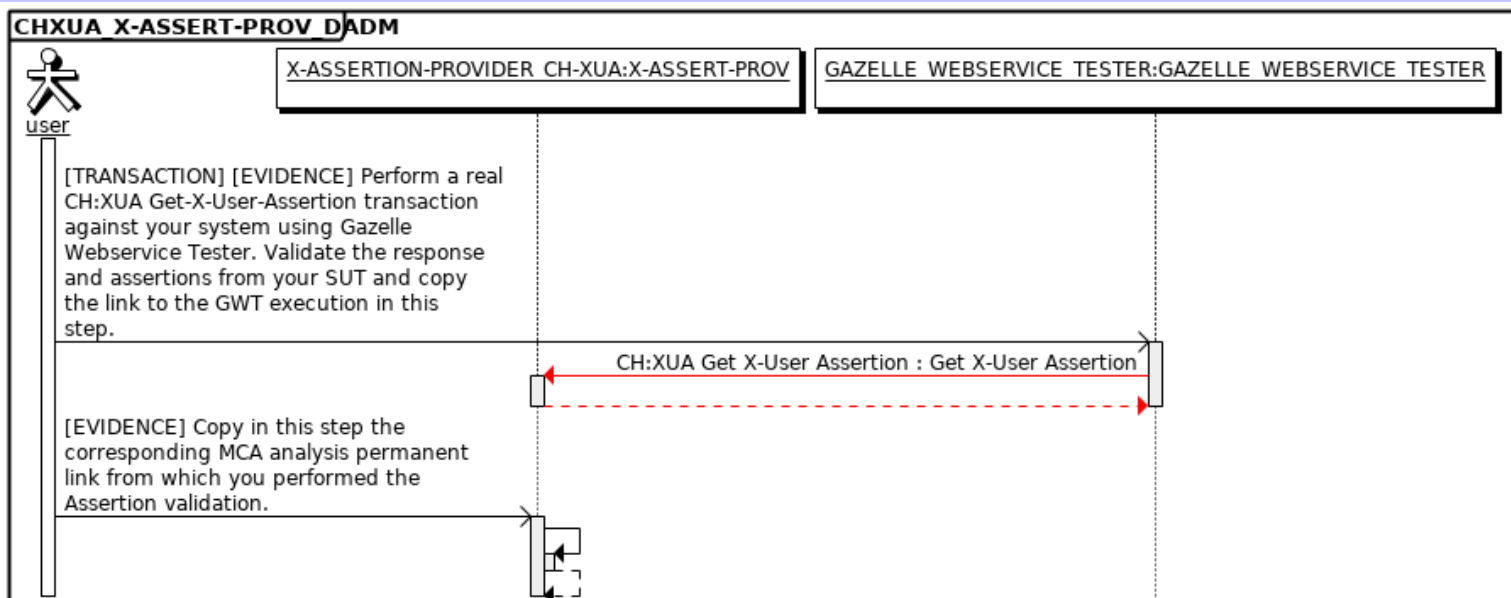 CHXUA_X-ASSERT-PROV_DADM
X-ASSERTION-PROVIDER_CH-XUA:X-ASSERT-PROV
GAZELLE_WEBSERVICE_TESTER:GAZELLE_WEBSERVICE_TESTER
user
[TRANSACTION] [EVIDENCE] Perform a real
CH:XUA Get-X-User-Assertion transaction
against your system using Gazelle
Webservice Tester. Validate the response
and assertions from your SUT and copy
the link to the GWT execution in this
step.
CH:XUA Get X-User Assertion : Get X-User Assertion
[EVIDENCE] Copy in this step the
corresponding MCA analysis permanent
link from which you performed the
Assertion validation.